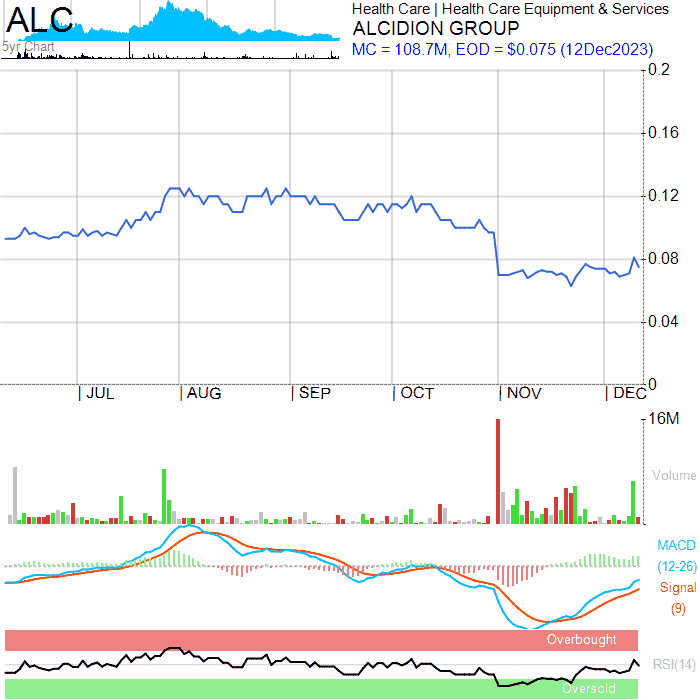 ALC
5yr Chart
Health Care | Health Care Equipment & Services
ALCIDION GROUP
MC = 108.7M, EOD = $0.075 (12Dec2023)
0.2
0.16
0.12
0.08
0.04
0
JUL
AUG
SEP
OCT
NOV
DEC
16M
Volume
MACD
(12-26)
Signal
(9)
Overbought
RSI(14)
Oversold